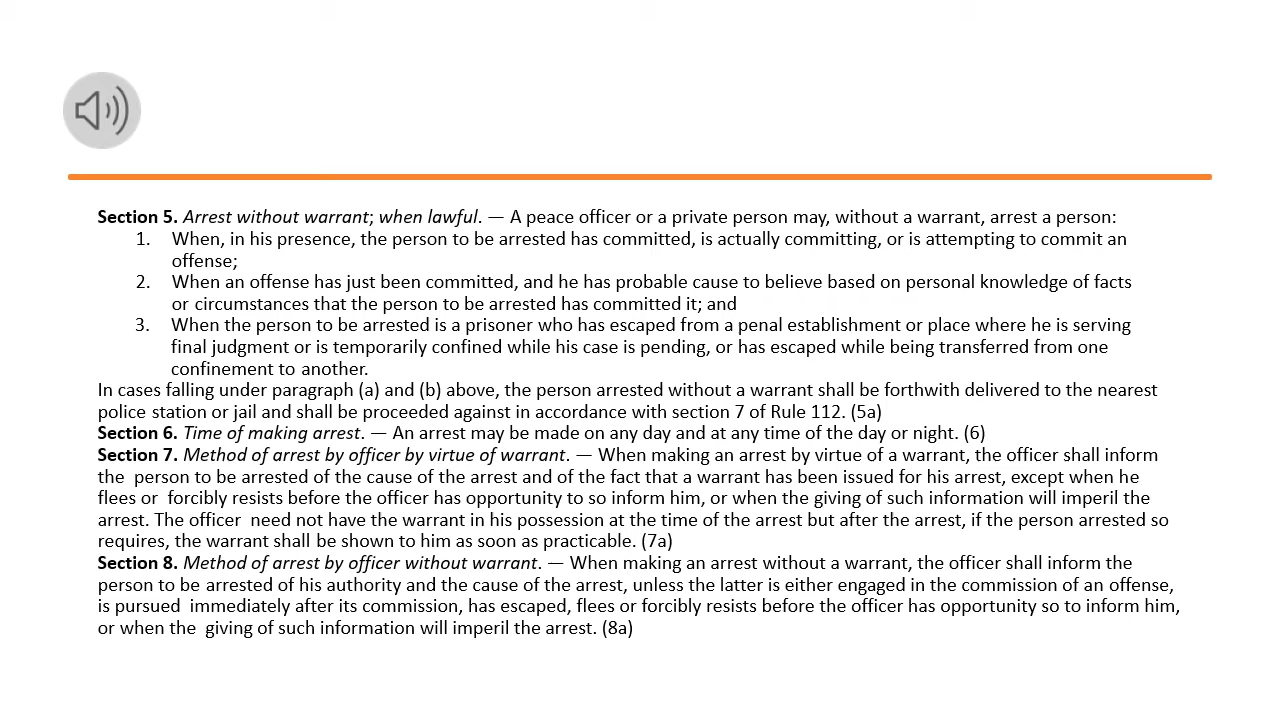 Section 5. Arrest without warrant; when lawful. — A peace officer or a private person may, without a warrant, arrest a person:
1. When, in his presence, the person to be arrested has committed, is actually committing, or is attempting to commit an
offense;
2. When an offense has just been committed, and he has probable cause to believe based on personal knowledge of facts
or circumstances that the person to be arrested has committed it; and
3. When the person to be arrested is a prisoner who has escaped from a penal establishment or place where he is serving
final judgment or is temporarily confined while his case is pending, or has escaped while being transferred from one
confinement to another.
In cases falling under paragraph (a) and (b) above, the person arrested without a warrant shall be forthwith delivered to the nearest
police station or jail and shall be proceeded against in accordance with section 7 of Rule 112. (5a)
Section 6. Time of making arrest. — An arrest may be made on any day and at any time of the day or night. (6)
Section 7. Method of arrest by officer by virtue of warrant. — When making an arrest by virtue of a warrant, the officer shall inform
the person to be arrested of the cause of the arrest and of the fact that a warrant has been issued for his arrest, except when he
flees or forcibly resists before the officer has opportunity to so inform him, or when the giving of such information will imperil the
arrest. The officer need not have the warrant in his possession at the time of the arrest but after the arrest, if the person arrested so
requires, the warrant shall be shown to him as soon as practicable. (7a)
Section 8. Method of arrest by officer without warrant. — When making an arrest without a warrant, the officer shall inform the
person to be arrested of his authority and the cause of the arrest, unless the latter is either engaged in the commission of an offense,
is pursued immediately after its commission, has escaped, flees or forcibly resists before the officer has opportunity so to inform him,
or when the giving of such information will imperil the arrest. (8a)